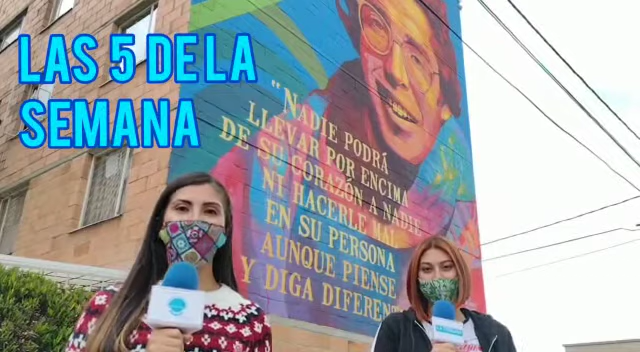 LAS 5 DE LA
SEMANA
"NADIE PODRÁ
LLEVAR POR ENCIMA
DE SU CORAZÓN A NADIE
NI HACERLE MAL
EN SU PERSONA
AUNQUE PIENSE
Y DIGA DIFERENT